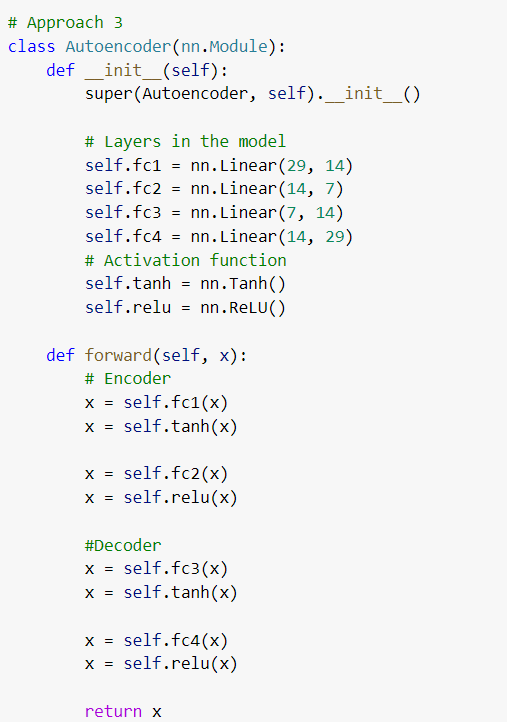 # Approach 3
class Autoencoder(nn.Module):
    def __init__(self):
        super(Autoencoder, self).__init__()

        # Layers in the model
        self.fc1 = nn.Linear(29, 14)
        self.fc2 = nn.Linear(14, 7)
        self.fc3 = nn.Linear(7, 14)
        self.fc4 = nn.Linear(14, 29)
        # Activation function
        self.tanh = nn.Tanh()
        self.relu = nn.ReLU()

    def forward(self, x):
        # Encoder
        x = self.fc1(x)
        x = self.tanh(x)

        x = self.fc2(x)
        x = self.relu(x)

        #Decoder
        x = self.fc3(x)
        x = self.tanh(x)

        x = self.fc4(x)
        x = self.relu(x)

        return x